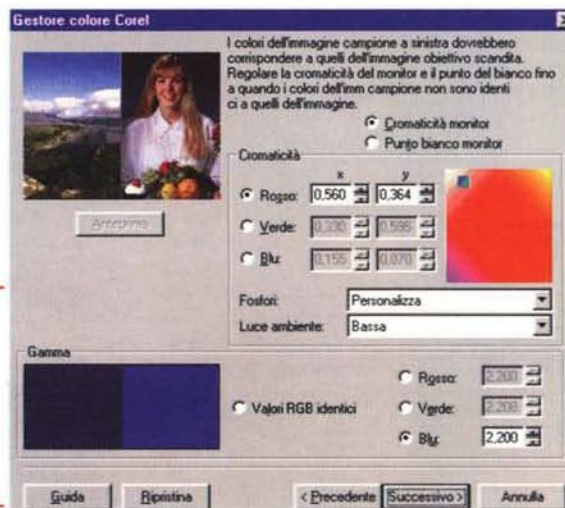 Gestore colore Corel
I colori dell'immagine campione a sinistra dovrebbero
corrispondere a quelli dell'immagine obiettivo scandita.
Regolare la cromaticità del monitor e il punto del bianco fino
a quando i colori dell'imm campione non sono identi
ci a quelli dell'immagine.
Cromaticità monitor
Punto bianco monitor
Anteprima
Cromaticità
x y
Rosso: 0,560 0,364
Verde: 0,330 0,595
Blu: 0,155 0,070
Fosfori: Personalizza
Luce ambiente: Bassa
Gamma
Valori RGB identici
Rosso: 2,200
Verde: 2,200
Blu: 2,200
Guida Ripristina < Precedente Successivo > Annulla